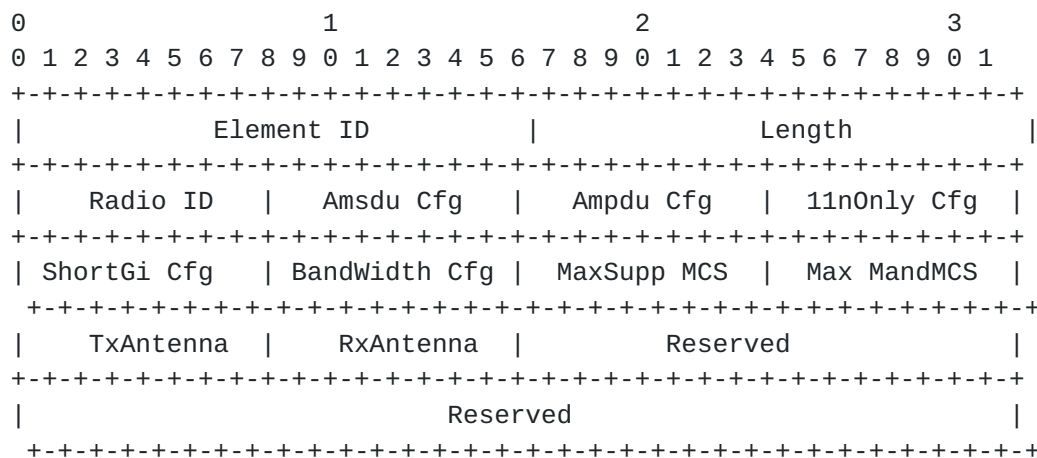 0                   1                   2                   3
0 1 2 3 4 5 6 7 8 9 0 1 2 3 4 5 6 7 8 9 0 1 2 3 4 5 6 7 8 9 0 1
+-+-+-+-+-+-+-+-+-+-+-+-+-+-+-+-+-+-+-+-+-+-+-+-+-+-+-+-+-+-+-+-+
|            Element ID          |              Length           |
+-+-+-+-+-+-+-+-+-+-+-+-+-+-+-+-+-+-+-+-+-+-+-+-+-+-+-+-+-+-+-+-+
|    Radio ID   |   Amsdu Cfg   |   Ampdu Cfg   |  11nOnly Cfg  |
+-+-+-+-+-+-+-+-+-+-+-+-+-+-+-+-+-+-+-+-+-+-+-+-+-+-+-+-+-+-+-+-+
| ShortGi Cfg   | BandWidth Cfg |  MaxSupp MCS  |  Max MandMCS  |
 +-+-+-+-+-+-+-+-+-+-+-+-+-+-+-+-+-+-+-+-+-+-+-+-+-+-+-+-+-+-+-+-+
|    TxAntenna  |    RxAntenna  |         Reserved              |
+-+-+-+-+-+-+-+-+-+-+-+-+-+-+-+-+-+-+-+-+-+-+-+-+-+-+-+-+-+-+-+-+
|                           Reserved                            |
 +-+-+-+-+-+-+-+-+-+-+-+-+-+-+-+-+-+-+-+-+-+-+-+-+-+-+-+-+-+-+-+-+